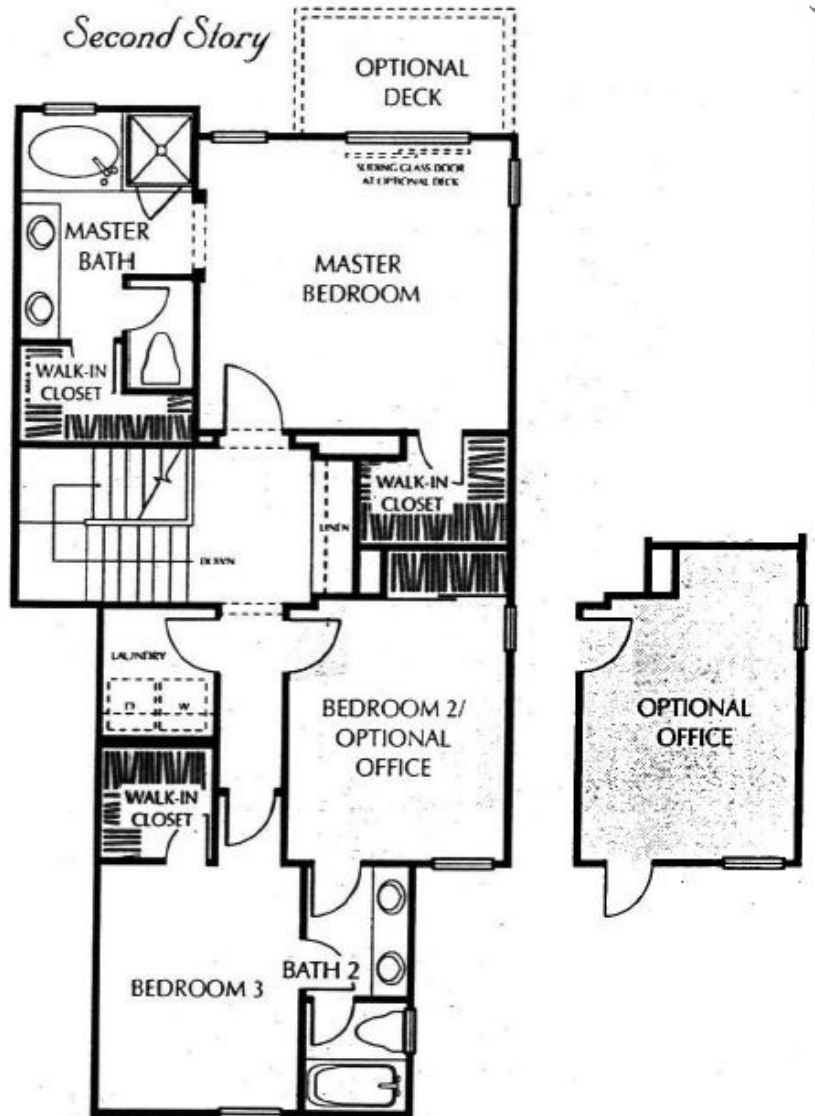 Second Story
OPTIONAL
DECK
SLIDING GLASS DOOR
AT OPTIONAL DECK
MASTER
BATH
MASTER
BEDROOM
WALK-IN
CLOSET
WALK-IN
CLOSET
LINEN
DOWN
LAUNDRY
D
W
BEDROOM 2/
OPTIONAL
OFFICE
OPTIONAL
OFFICE
WALK-IN
CLOSET
BEDROOM 3
BATH 2